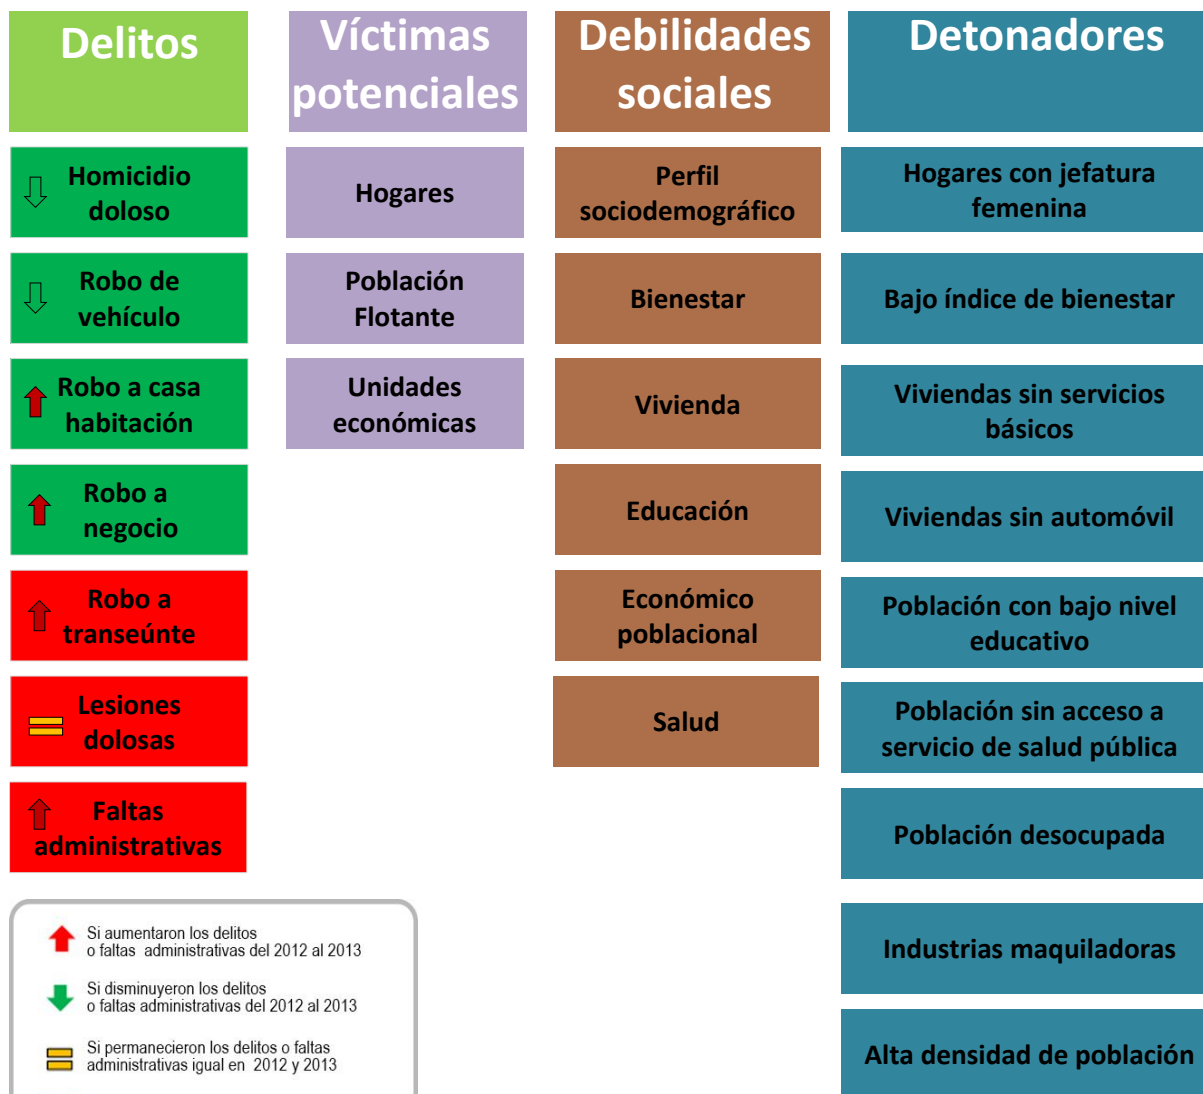 Delitos
Homicidio
doloso
Robo de
vehículo
Robo a casa
habitación
Robo a
negocio
Robo a
transeúnte
Lesiones
dolosas
Faltas
administrativas
Víctimas
potenciales
Hogares
Población
Flotante
Unidades
económicas
Debilidades
sociales
Perfil
sociodemográfico
Bienestar
Vivienda
Educación
Económico
poblacional
Salud
Detonadores
Hogares con jefatura
femenina
Bajo índice de bienestar
Viviendas sin servicios
básicos
Viviendas sin automóvil
Población con bajo nivel
educativo
Población sin acceso a
servicio de salud pública
Población desocupada
Industrias maquiladoras
Alta densidad de población
Si aumentaron los delitos
o faltas administrativas del 2012 al 2013
Si disminuyeron los delitos
o faltas administrativas del 2012 al 2013
Si permanecieron los delitos o faltas
administrativas igual en 2012 y 2013